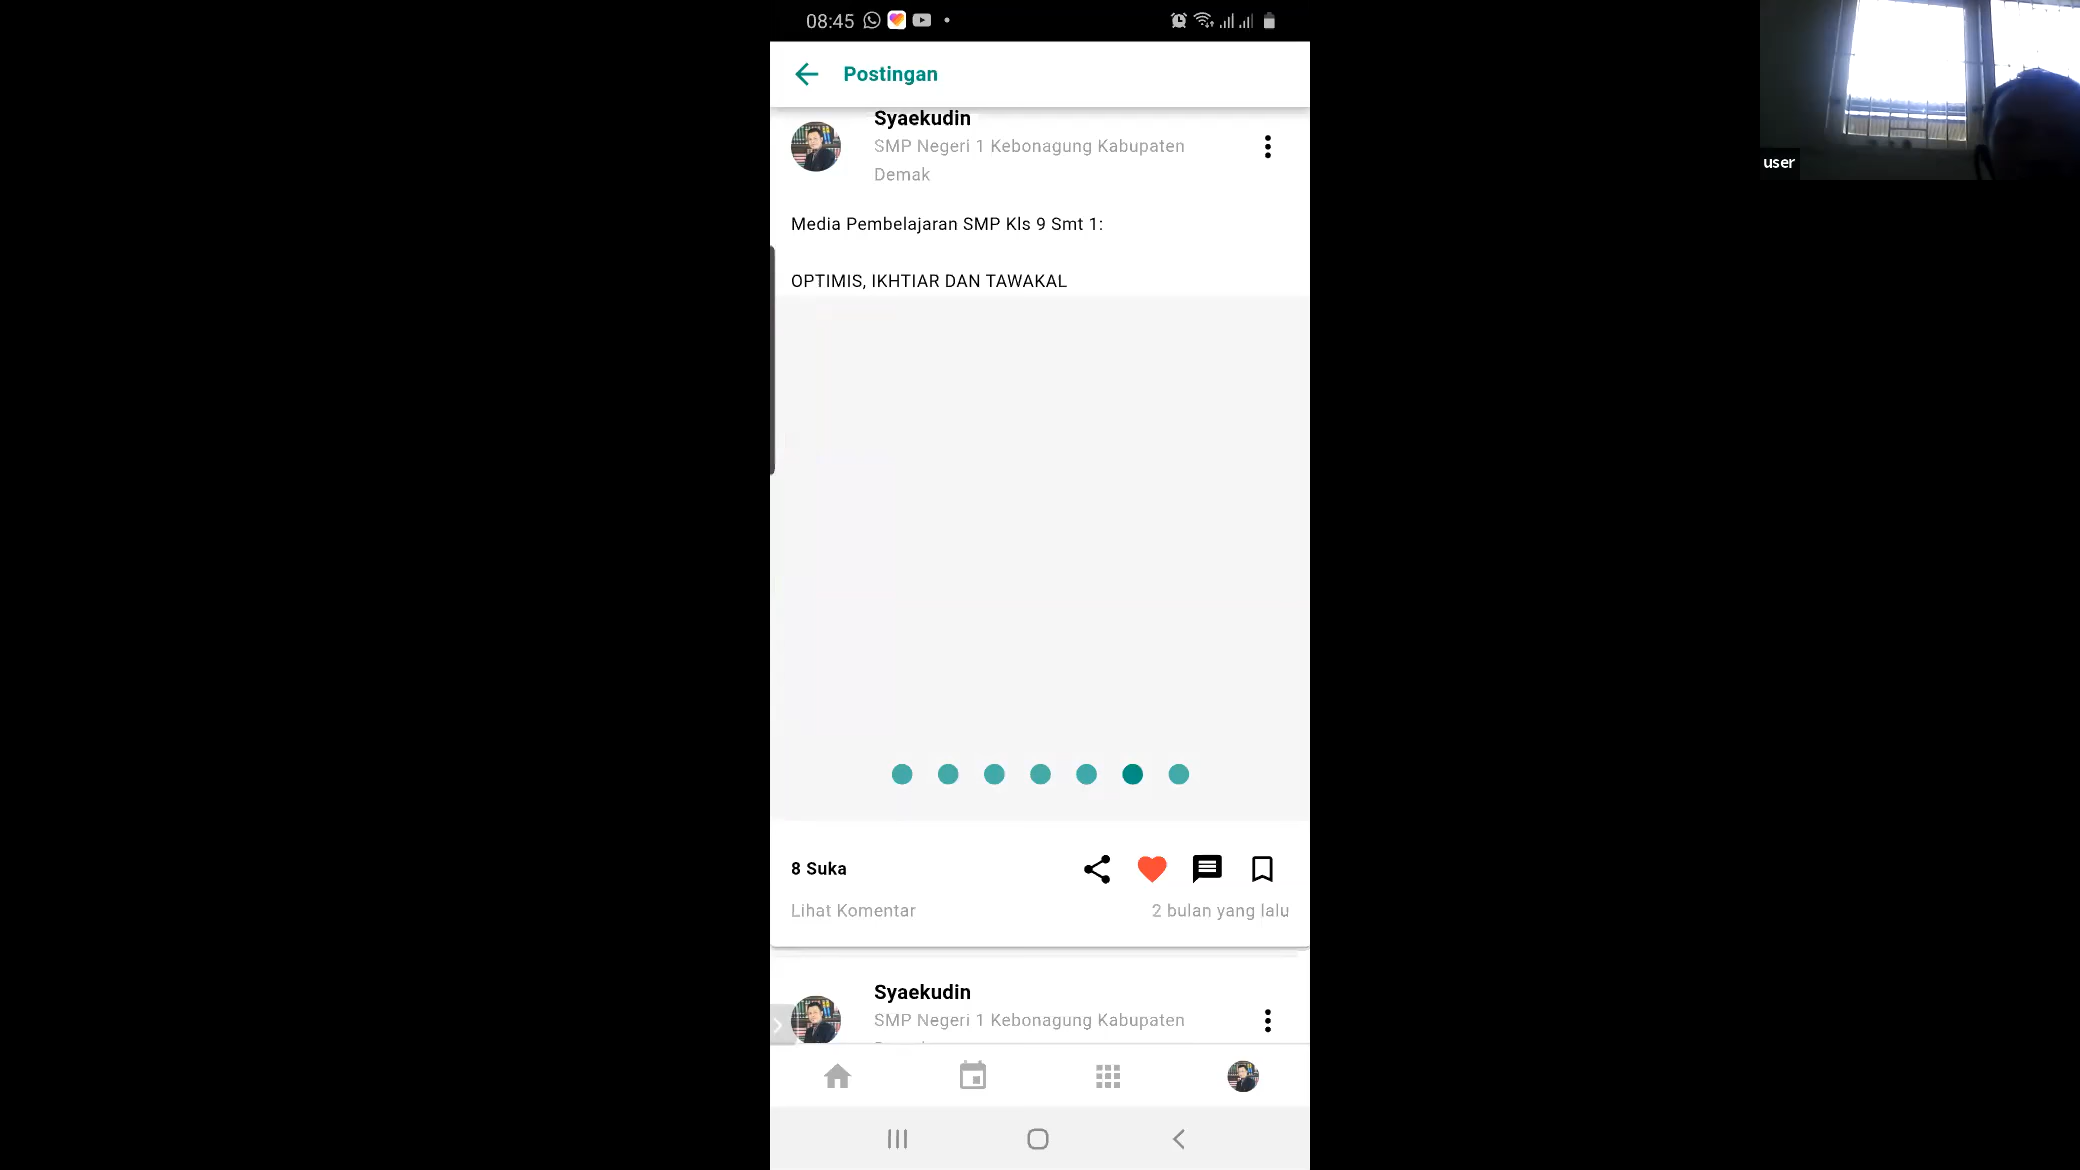 08:45
Postingan
Syaekudin
SMP Negeri 1 Kebonagung Kabupaten
Demak
Media Pembelajaran SMP Kls 9 Smt 1:
OPTIMIS, IKHTIAR DAN TAWAKAL
8 Suka
Lihat Komentar
2 bulan yang lalu
Syaekudin
SMP Negeri 1 Kebonagung Kabupaten
user